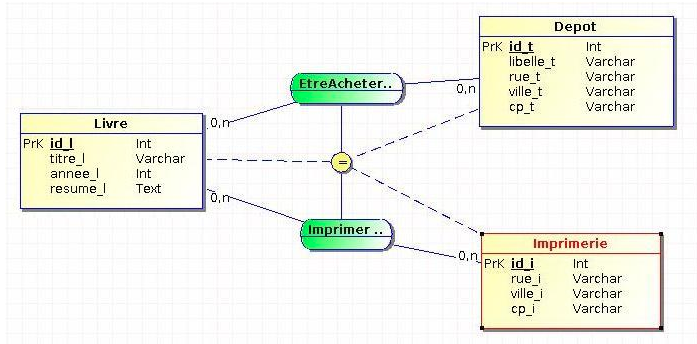 Depot
PrK id_t Int
libelle_t Varchar
rue_t Varchar
ville_t Varchar
cp_t Varchar
EtreAcheter..
0,n
0,n
Livre
PrK id_l Int
titre_l Varchar
annee_l Int
resume_l Text
=
0,n
Imprimer ..
0,n
Imprimerie
PrK id_i Int
rue_i Varchar
ville_i Varchar
cp_i Varchar